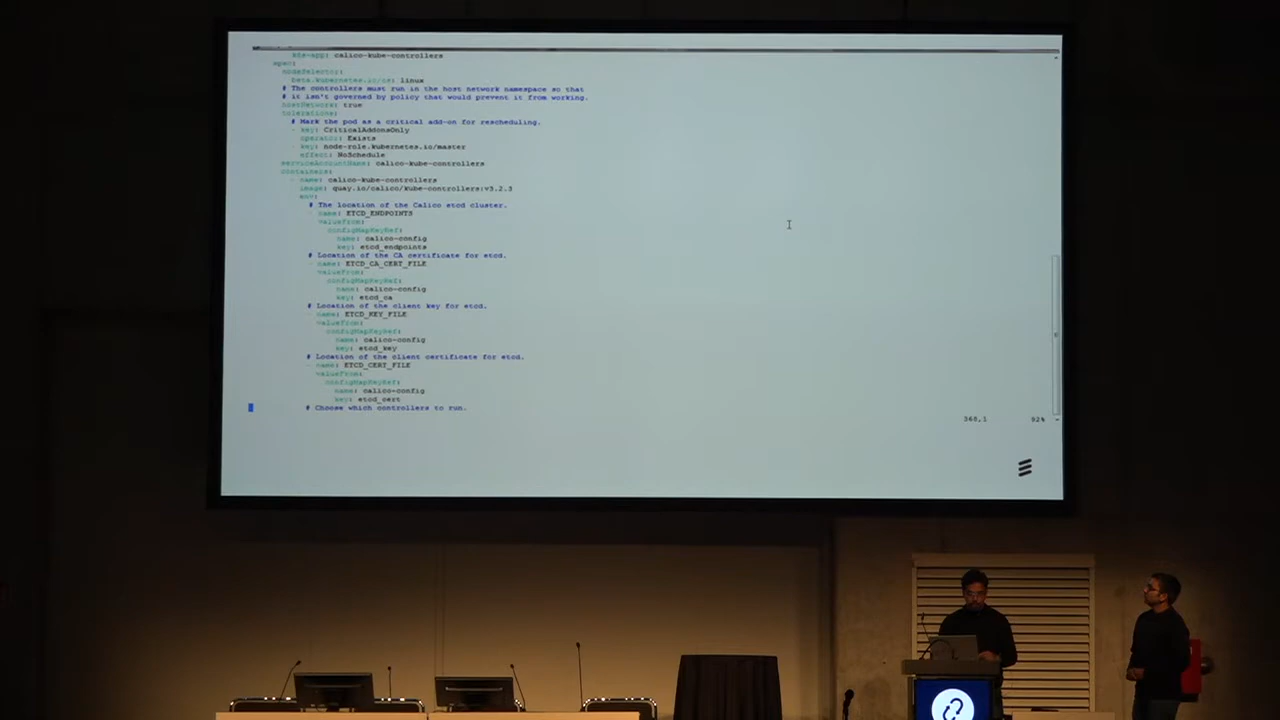 k8s-app: calico-kube-controllers
spec:
nodeSelector:
beta.kubernetes.io/os: linux
# The controllers must run in the host network namespace so that
# it isn't governed by policy that would prevent it from working.
hostNetwork: true
tolerations:
# Mark the pod as a critical add-on for rescheduling.
- key: CriticalAddonsOnly
operator: Exists
- key: node-role.kubernetes.io/master
effect: NoSchedule
serviceAccountName: calico-kube-controllers
containers:
- name: calico-kube-controllers
image: quay.io/calico/kube-controllers:v3.2.3
env:
# The location of the Calico etcd cluster.
- name: ETCD_ENDPOINTS
valueFrom:
configMapKeyRef:
name: calico-config
key: etcd_endpoints
# Location of the CA certificate for etcd.
- name: ETCD_CA_CERT_FILE
valueFrom:
configMapKeyRef:
name: calico-config
key: etcd_ca
# Location of the client key for etcd.
- name: ETCD_KEY_FILE
valueFrom:
configMapKeyRef:
name: calico-config
key: etcd_key
# Location of the client certificate for etcd.
- name: ETCD_CERT_FILE
valueFrom:
configMapKeyRef:
name: calico-config
key: etcd_cert
# Choose which controllers to run.
368,1 92%